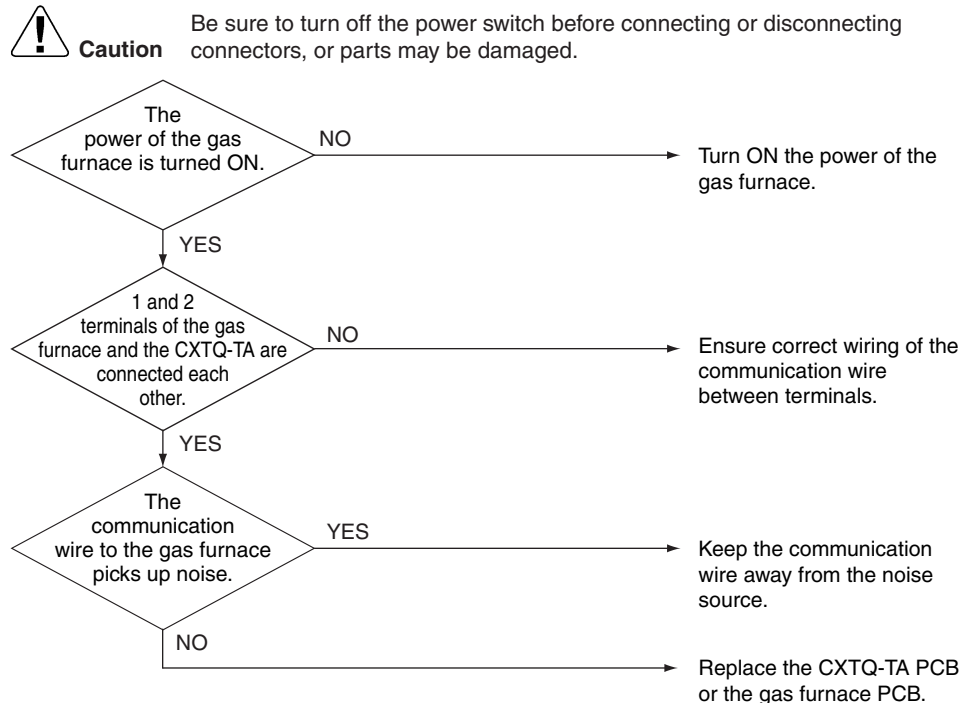 Be sure to turn off the power switch before connecting or disconnecting
Caution connectors, or parts may be damaged.
The
power of the gas
furnace is turned ON.
NO
Turn ON the power of the
gas furnace.
YES
1 and 2
terminals of the gas
furnace and the CXTQ-TA are
connected each
other.
NO
Ensure correct wiring of the
communication wire
between terminals.
YES
The
communication
wire to the gas furnace
picks up noise.
YES
Keep the communication
wire away from the noise
source.
NO
Replace the CXTQ-TA PCB
or the gas furnace PCB.